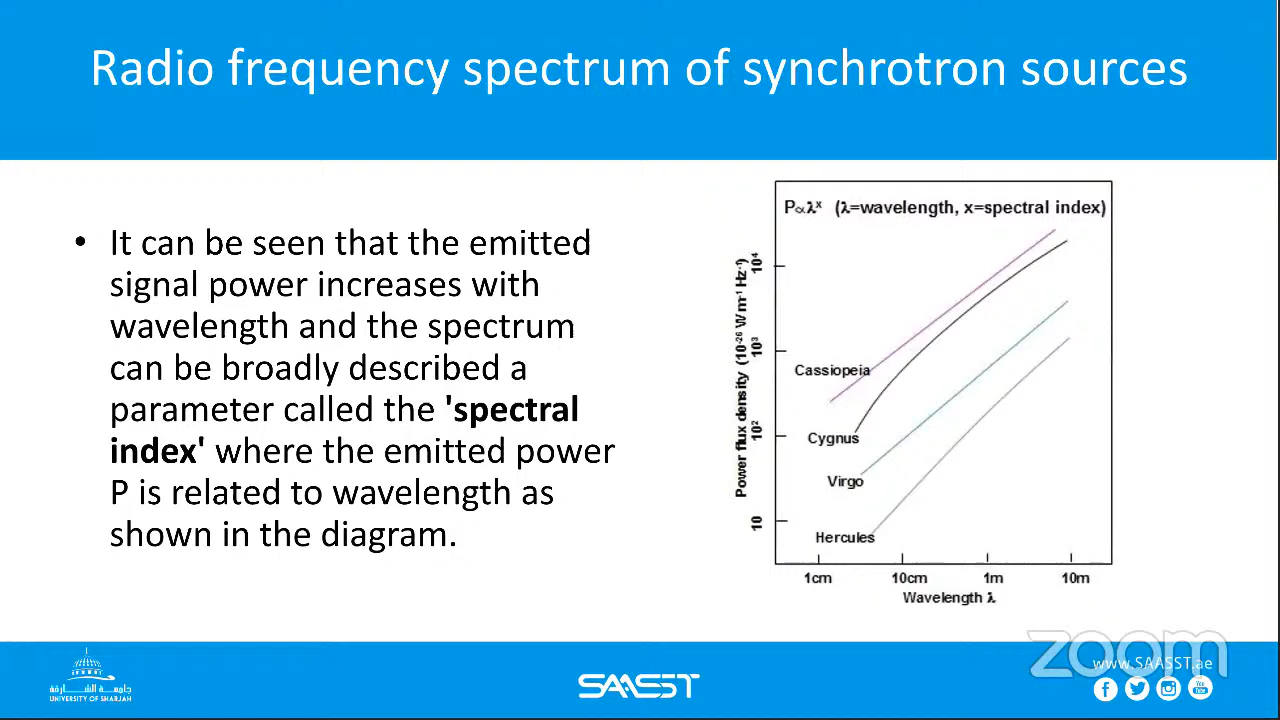 Radio frequency spectrum of synchrotron sources
• It can be seen that the emitted
signal power increases with
wavelength and the spectrum
can be broadly described a
parameter called the 'spectral
index' where the emitted power
P is related to wavelength as
shown in the diagram.
P∝λˣ (λ=wavelength, x=spectral index)
Power flux density (10⁻²⁶ W m⁻¹ Hz⁻¹)
10⁴
10³
10²
10
Cassiopeia
Cygnus
Virgo
Hercules
1cm 10cm 1m 10m
Wavelength λ
جامعة الشارقة
UNIVERSITY OF SHARJAH
SAASST
zoom
www.SAASST.ae
You
Tube